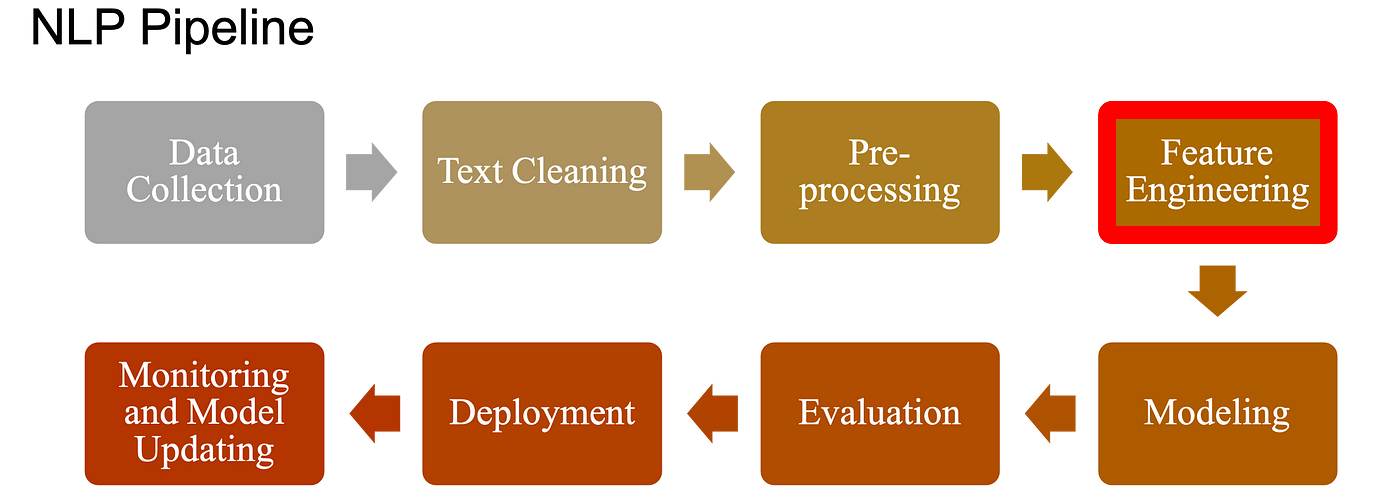 NLP Pipeline
Data
Collection
Text Cleaning
Pre-
processing
Feature
Engineering
Modeling
Evaluation
Deployment
Monitoring
and Model
Updating